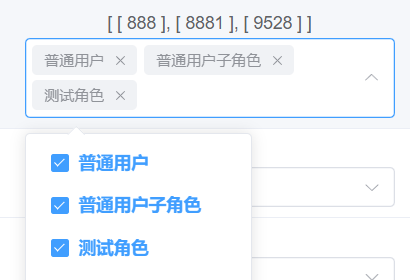 [ [ 888 ], [ 8881 ], [ 9528 ] ]
普通用户 普通用户子角色
测试角色
普通用户
普通用户子角色
测试角色